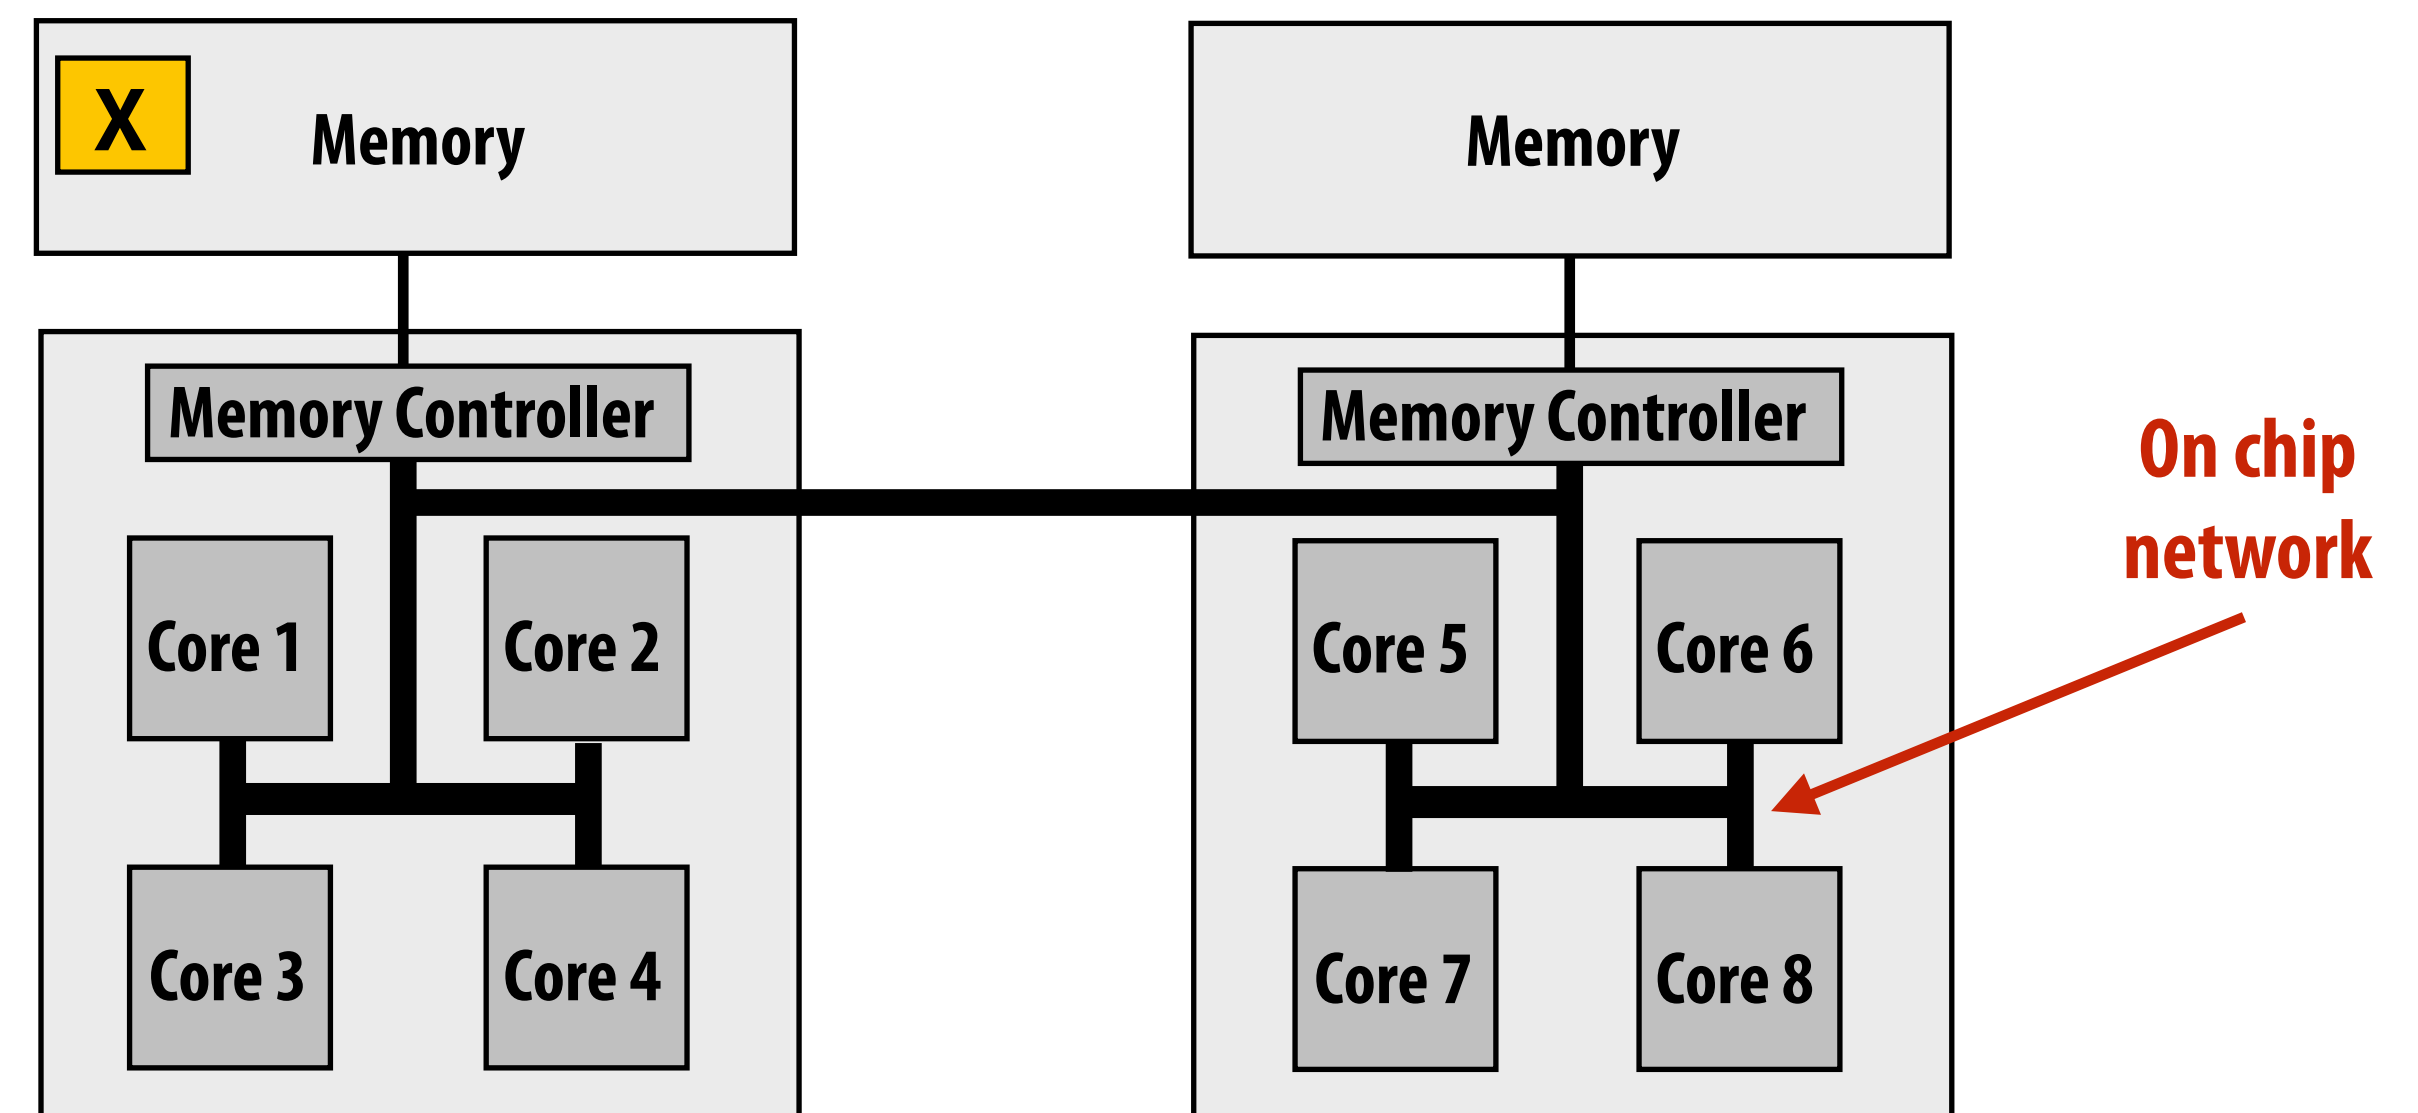 X
Memory
Memory
Memory Controller
Memory Controller
On chip
network
Core 1
Core 2
Core 5
Core 6
Core 3
Core 4
Core 7
Core 8